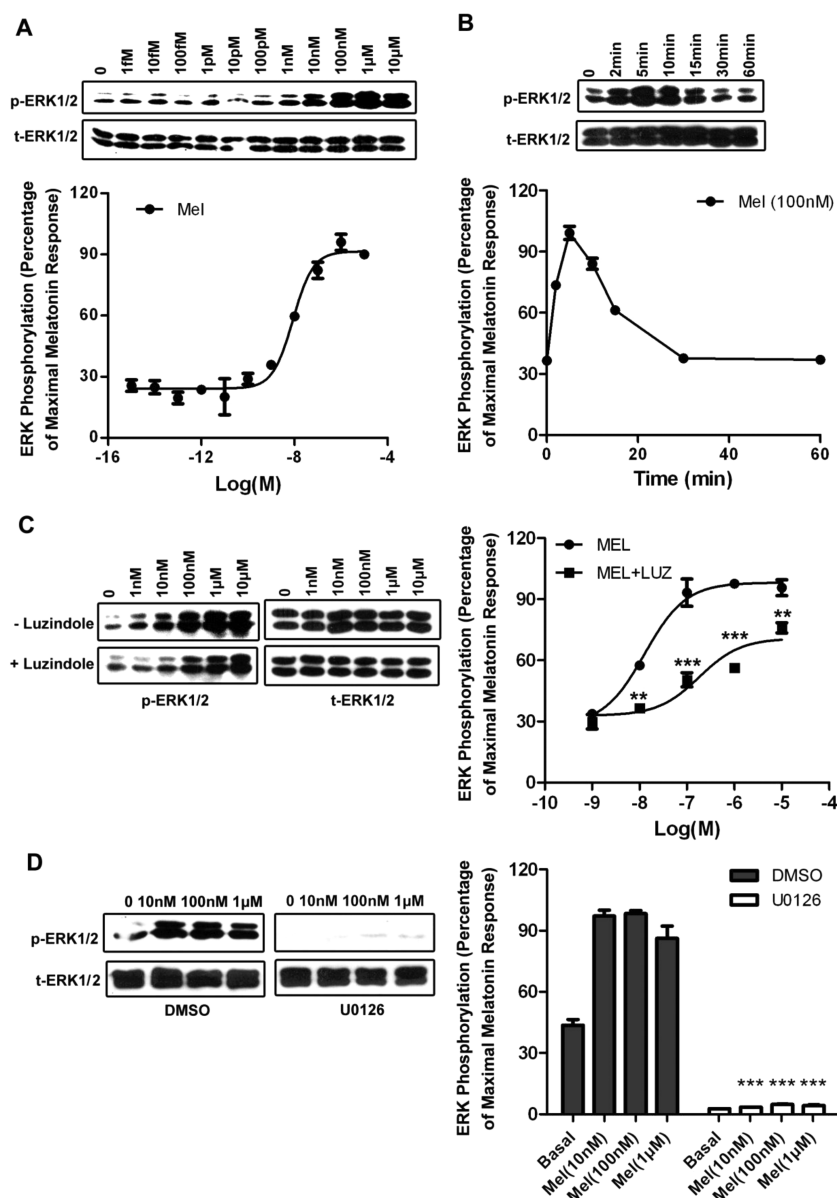 A
0 1fM 10fM 100fM 1pM 10pM 100pM 1nM 10nM 100nM 1µM 10µM
p-ERK1/2
t-ERK1/2
ERK Phosphorylation (Percentage
of Maximal Melatonin Response)
120
90
60
30
0
Mel
-16 -12 -8 -4
Log(M)
B
0 2min 5min 10min 15min 30min 60min
p-ERK1/2
t-ERK1/2
ERK Phosphorylation (Percentage
of Maximal Melatonin Response)
120
90
60
30
0
Mel (100nM)
0 20 40 60
Time (min)
C
0 1nM 10nM 100nM 1µM 10µM
0 1nM 10nM 100nM 1µM 10µM
- Luzindole
+ Luzindole
p-ERK1/2
t-ERK1/2
ERK Phosphorylation (Percentage
of Maximal Melatonin Response)
120
90
60
30
0
MEL
MEL+LUZ
** *** *** **
-10 -9 -8 -7 -6 -5 -4
Log(M)
D
0 10nM 100nM 1µM
0 10nM 100nM 1µM
p-ERK1/2
t-ERK1/2
DMSO
U0126
ERK Phosphorylation (Percentage
of Maximal Melatonin Response)
120
90
60
30
0
DMSO
U0126
*** *** ***
Basal Mel(10nM) Mel(100nM) Mel(1µM) Basal Mel(10nM) Mel(100nM) Mel(1µM)